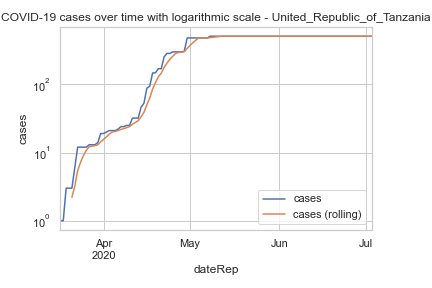 COVID-19 cases over time with logarithmic scale - United_Republic_of_Tanzania
cases
10²
10¹
10⁰
cases
cases (rolling)
Apr
2020
May
Jun
Jul
dateRep